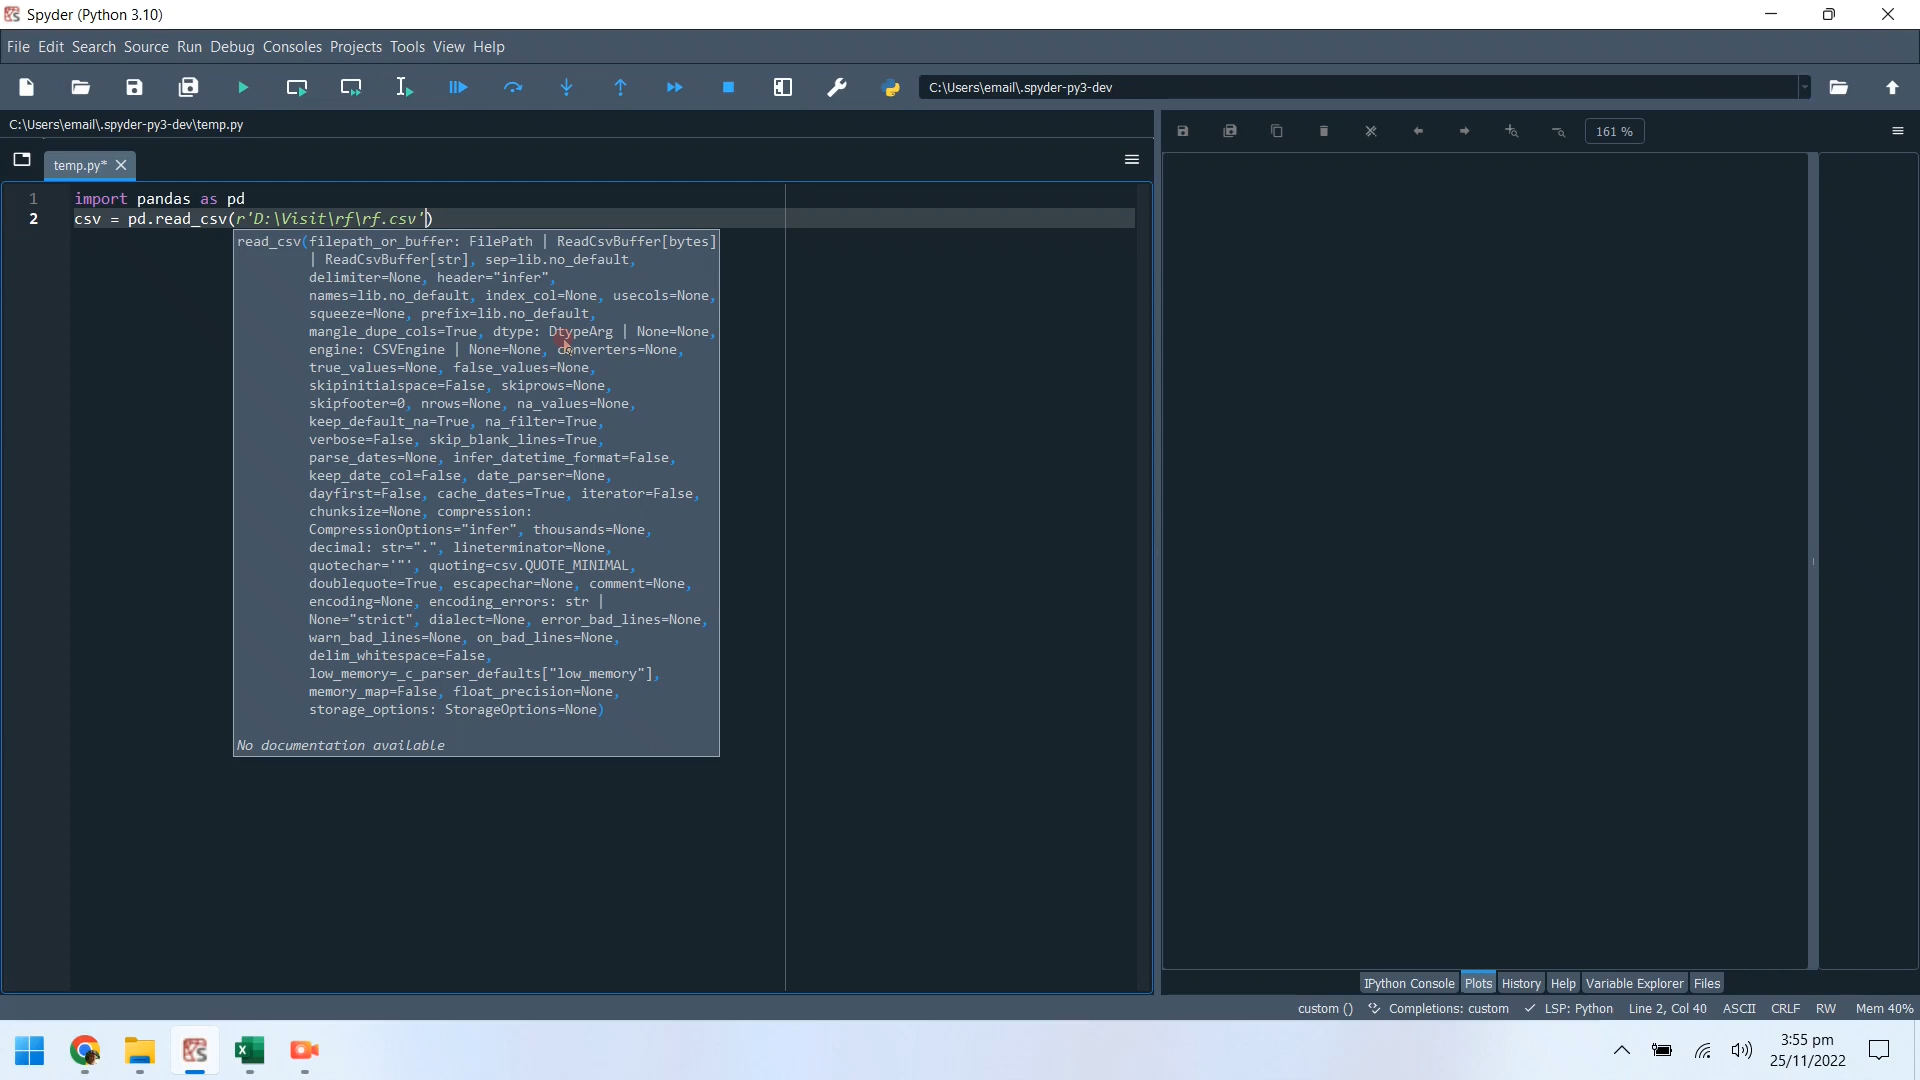 Spyder (Python 3.10)
File Edit Search Source Run Debug Consoles Projects Tools View Help
C:\Users\email\.spyder-py3-dev
C:\Users\email\.spyder-py3-dev\temp.py
161 %
temp.py*
1 import pandas as pd
2 csv = pd.read_csv(r'D:\Visit\rf\rf.csv')
read_csv(filepath_or_buffer: FilePath | ReadCsvBuffer[bytes]
| ReadCsvBuffer[str], sep=lib.no_default,
delimiter=None, header="infer",
names=lib.no_default, index_col=None, usecols=None,
squeeze=None, prefix=lib.no_default,
mangle_dupe_cols=True, dtype: DtypeArg | None=None,
engine: CSVEngine | None=None, converters=None,
true_values=None, false_values=None,
skipinitialspace=False, skiprows=None,
skipfooter=0, nrows=None, na_values=None,
keep_default_na=True, na_filter=True,
verbose=False, skip_blank_lines=True,
parse_dates=None, infer_datetime_format=False,
keep_date_col=False, date_parser=None,
dayfirst=False, cache_dates=True, iterator=False,
chunksize=None, compression:
CompressionOptions="infer", thousands=None,
decimal: str=".", lineterminator=None,
quotechar='"', quoting=csv.QUOTE_MINIMAL,
doublequote=True, escapechar=None, comment=None,
encoding=None, encoding_errors: str |
None="strict", dialect=None, error_bad_lines=None,
warn_bad_lines=None, on_bad_lines=None,
delim_whitespace=False,
low_memory=_c_parser_defaults["low_memory"],
memory_map=False, float_precision=None,
storage_options: StorageOptions=None)
No documentation available
IPython Console Plots History Help Variable Explorer Files
custom () Completions: custom LSP: Python Line 2, Col 40 ASCII CRLF RW Mem 40%
3:55 pm
25/11/2022